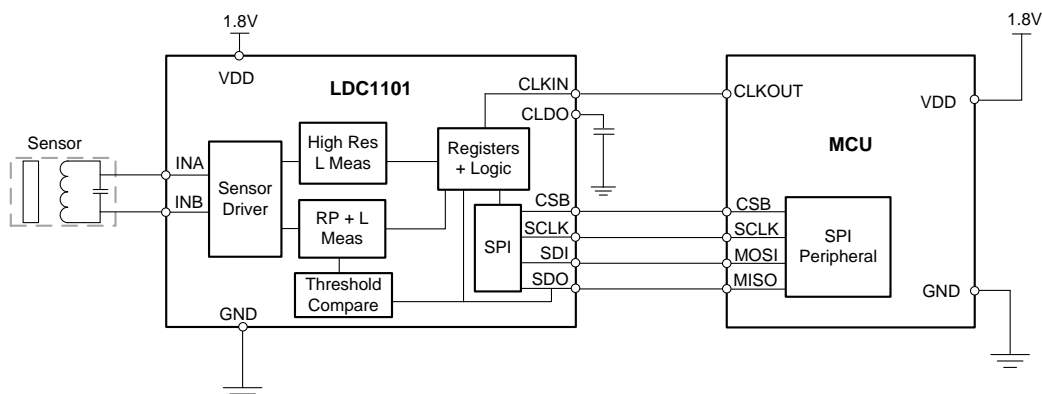 1.8V
1.8V
VDD
LDC1101
CLKIN
CLKOUT
CLDO
VDD
MCU
Sensor
INA
INB
Sensor
Driver
High Res
L Meas
Registers
+ Logic
RP + L
Meas
Threshold
Compare
SPI
CSB
SCLK
SDI
SDO
CSB
SCLK
MOSI
MISO
SPI
Peripheral
GND
GND